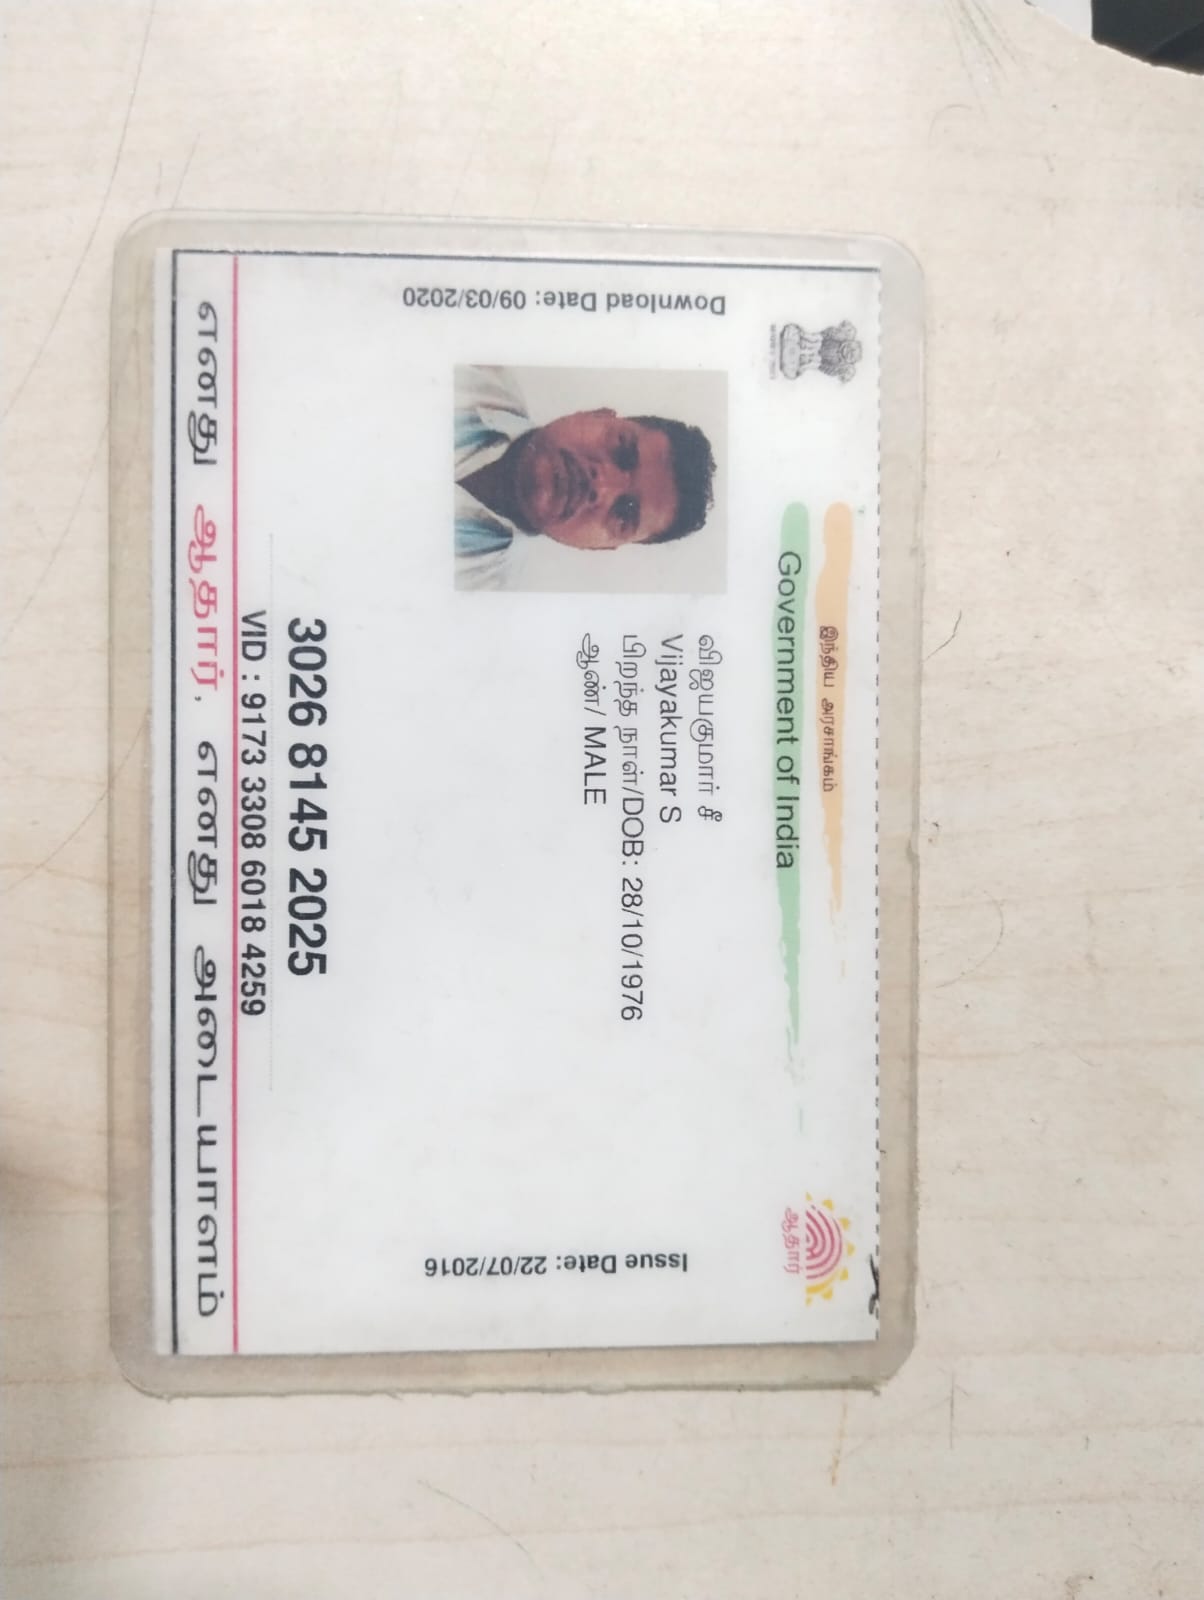 இந்திய அரசாங்கம்
Government of India
Download Date: 09/03/2020
விஜயகுமார் சீ
Vijayakumar S
பிறந்த நாள்/DOB: 28/10/1976
ஆண்/ MALE
Issue Date: 22/07/2016
ஆதார்
3026 8145 2025
VID : 9173 3308 6018 4259
எனது ஆதார், எனது அடையாளம்